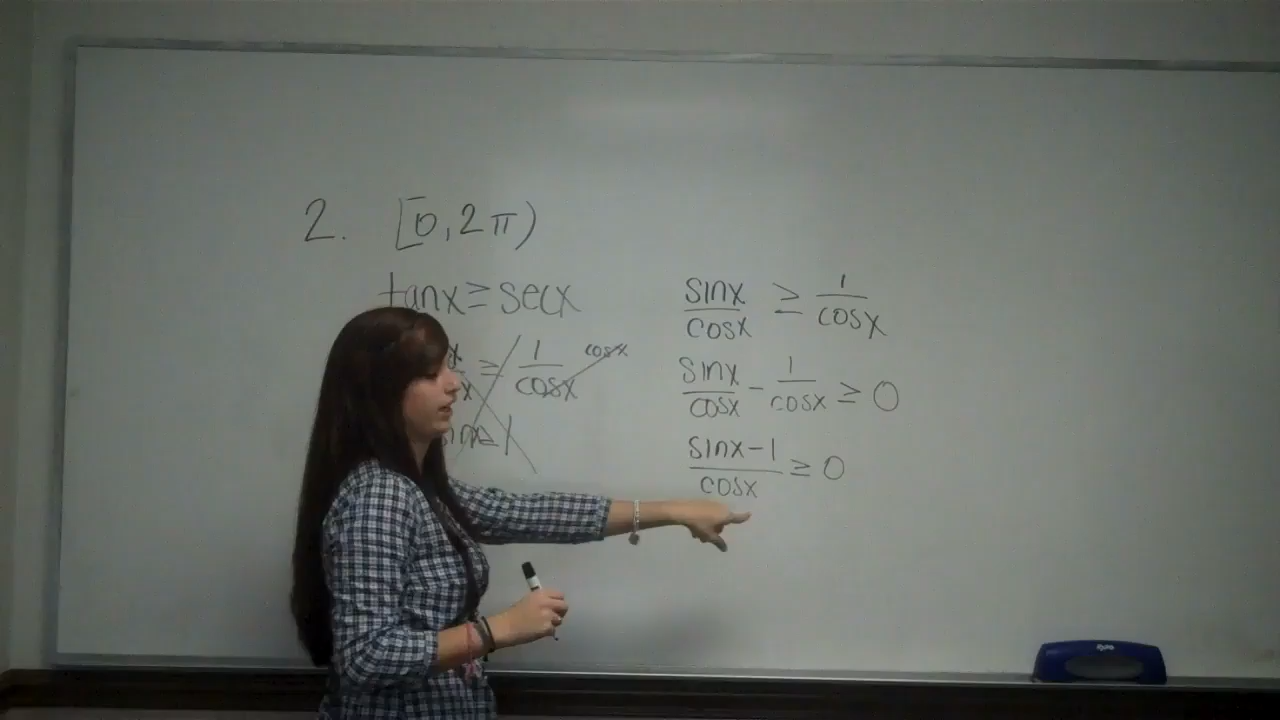 2. [0, 2π)
tanx ≥ secx
x ≥ 1/cosx cosx
x
sinx/cosx ≥ 1/cosx
sinx/cosx - 1/cosx ≥ 0
sinx-1/cosx ≥ 0